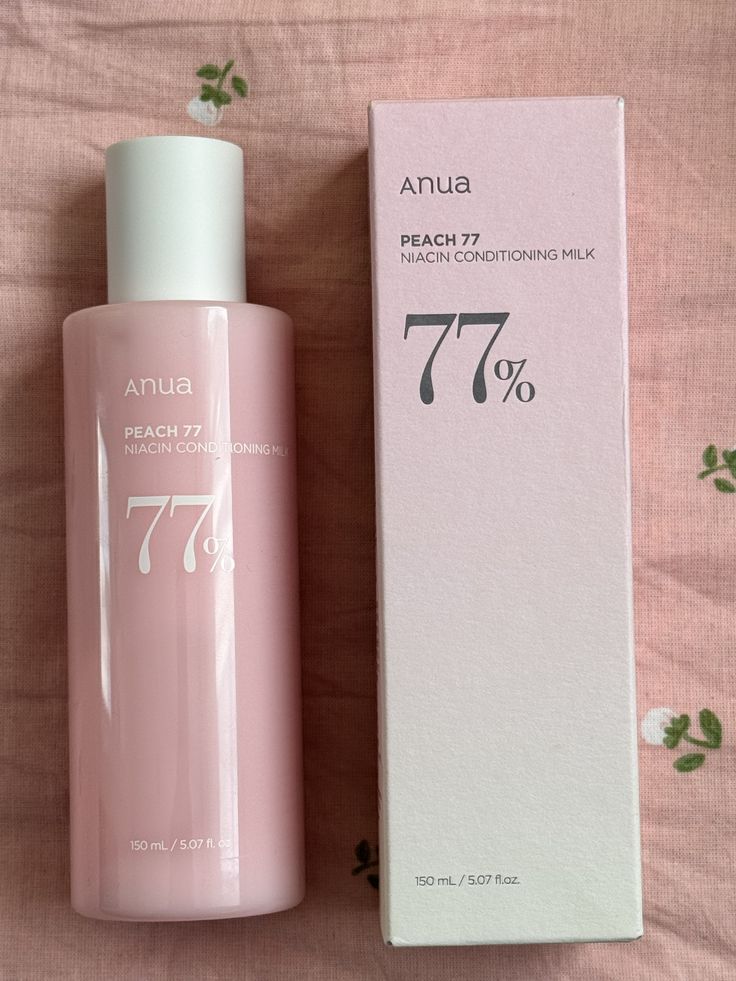 Anua
PEACH 77
NIACIN CONDITIONING MILK
77%
150 mL / 5.07 fl. oz
Anua
PEACH 77
NIACIN CONDITIONING MILK
77%
150 mL / 5.07 fl.oz.